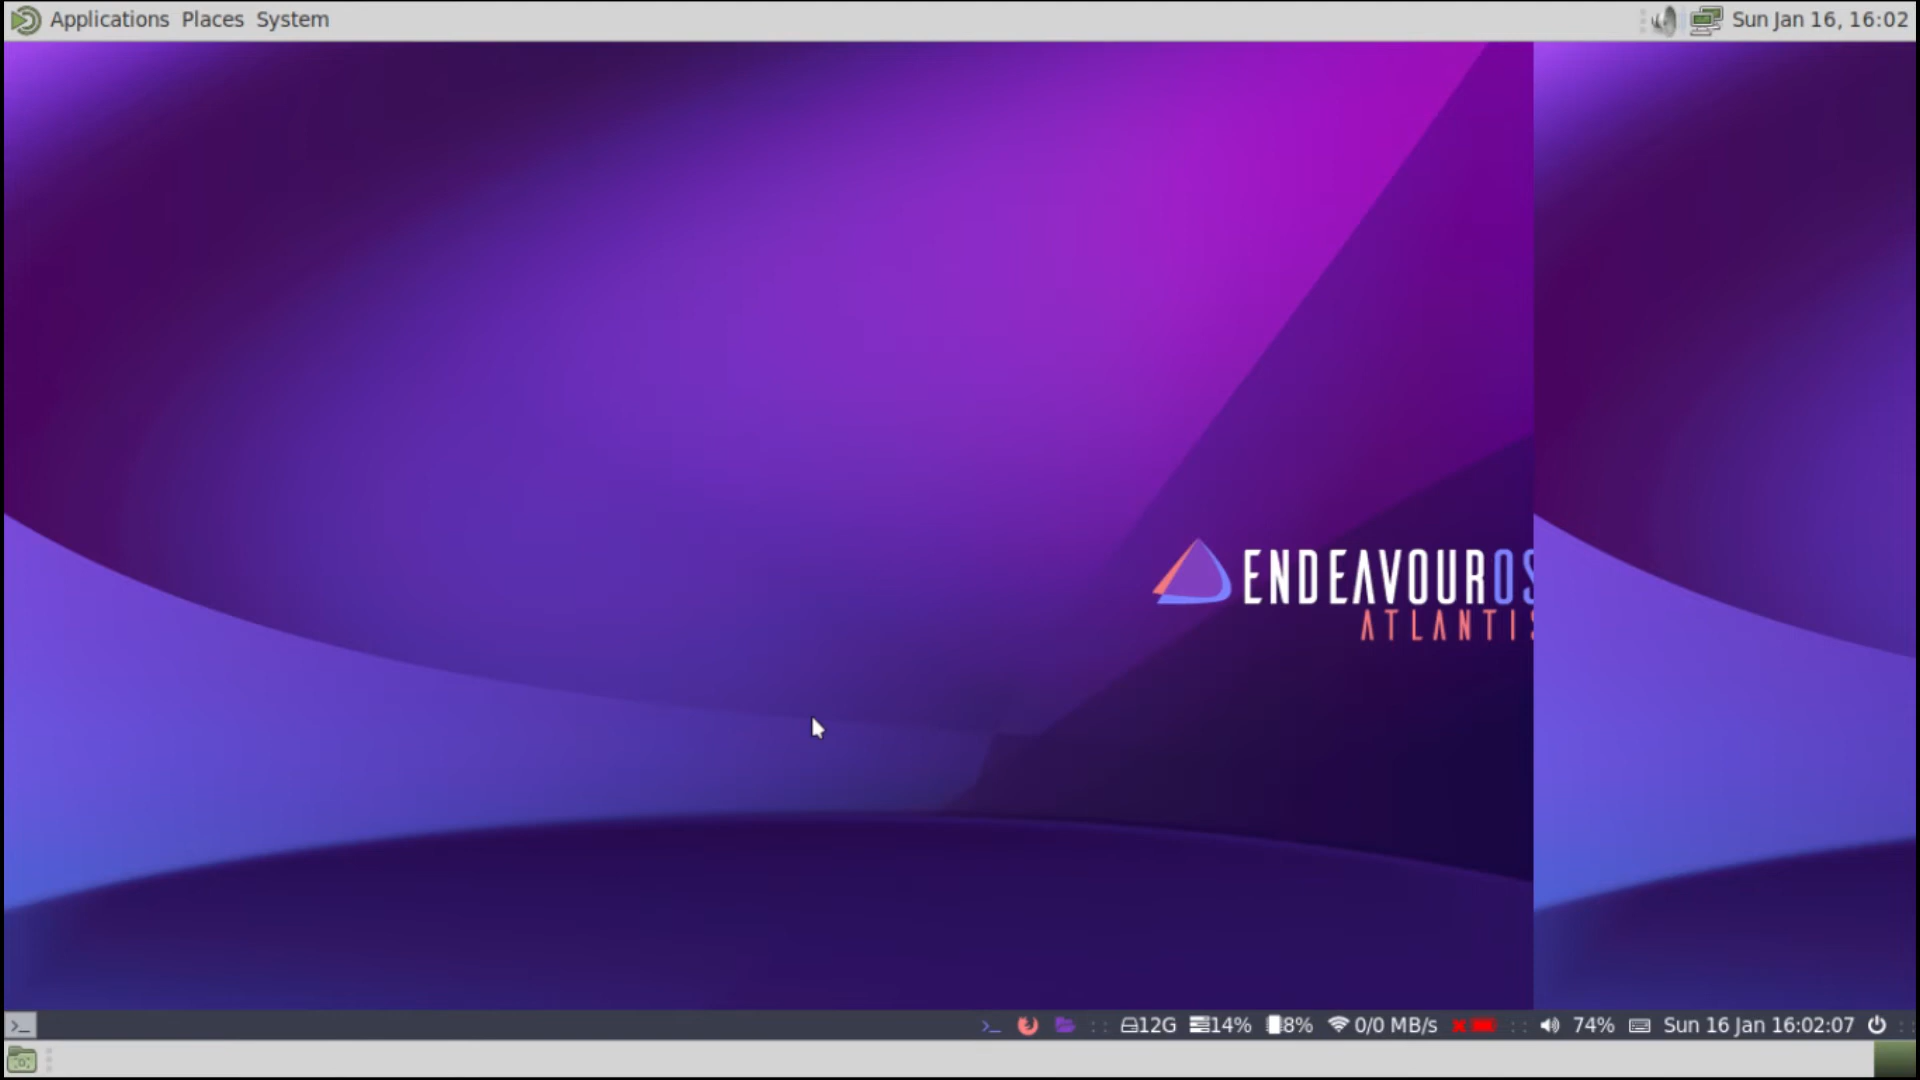 Applications Places System Sun Jan 16, 16:02
ENDEAVOUROS
ATLANTIS
>_ >_ 12G 14% 8% 0/0 MB/s 74% Sun 16 Jan 16:02:07